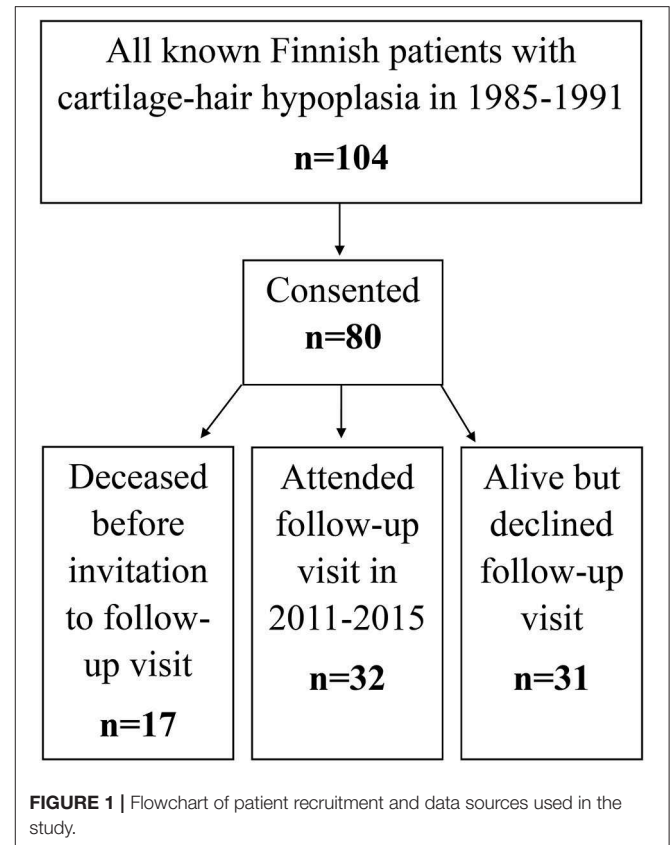 All known Finnish patients with
cartilage-hair hypoplasia in 1985-1991
n=104
Consented
n=80
Deceased
before
invitation
to follow-
up visit
n=17
Attended
follow-up
visit in
2011-2015
n=32
Alive but
declined
follow-up
visit
n=31
FIGURE 1 | Flowchart of patient recruitment and data sources used in the
study.